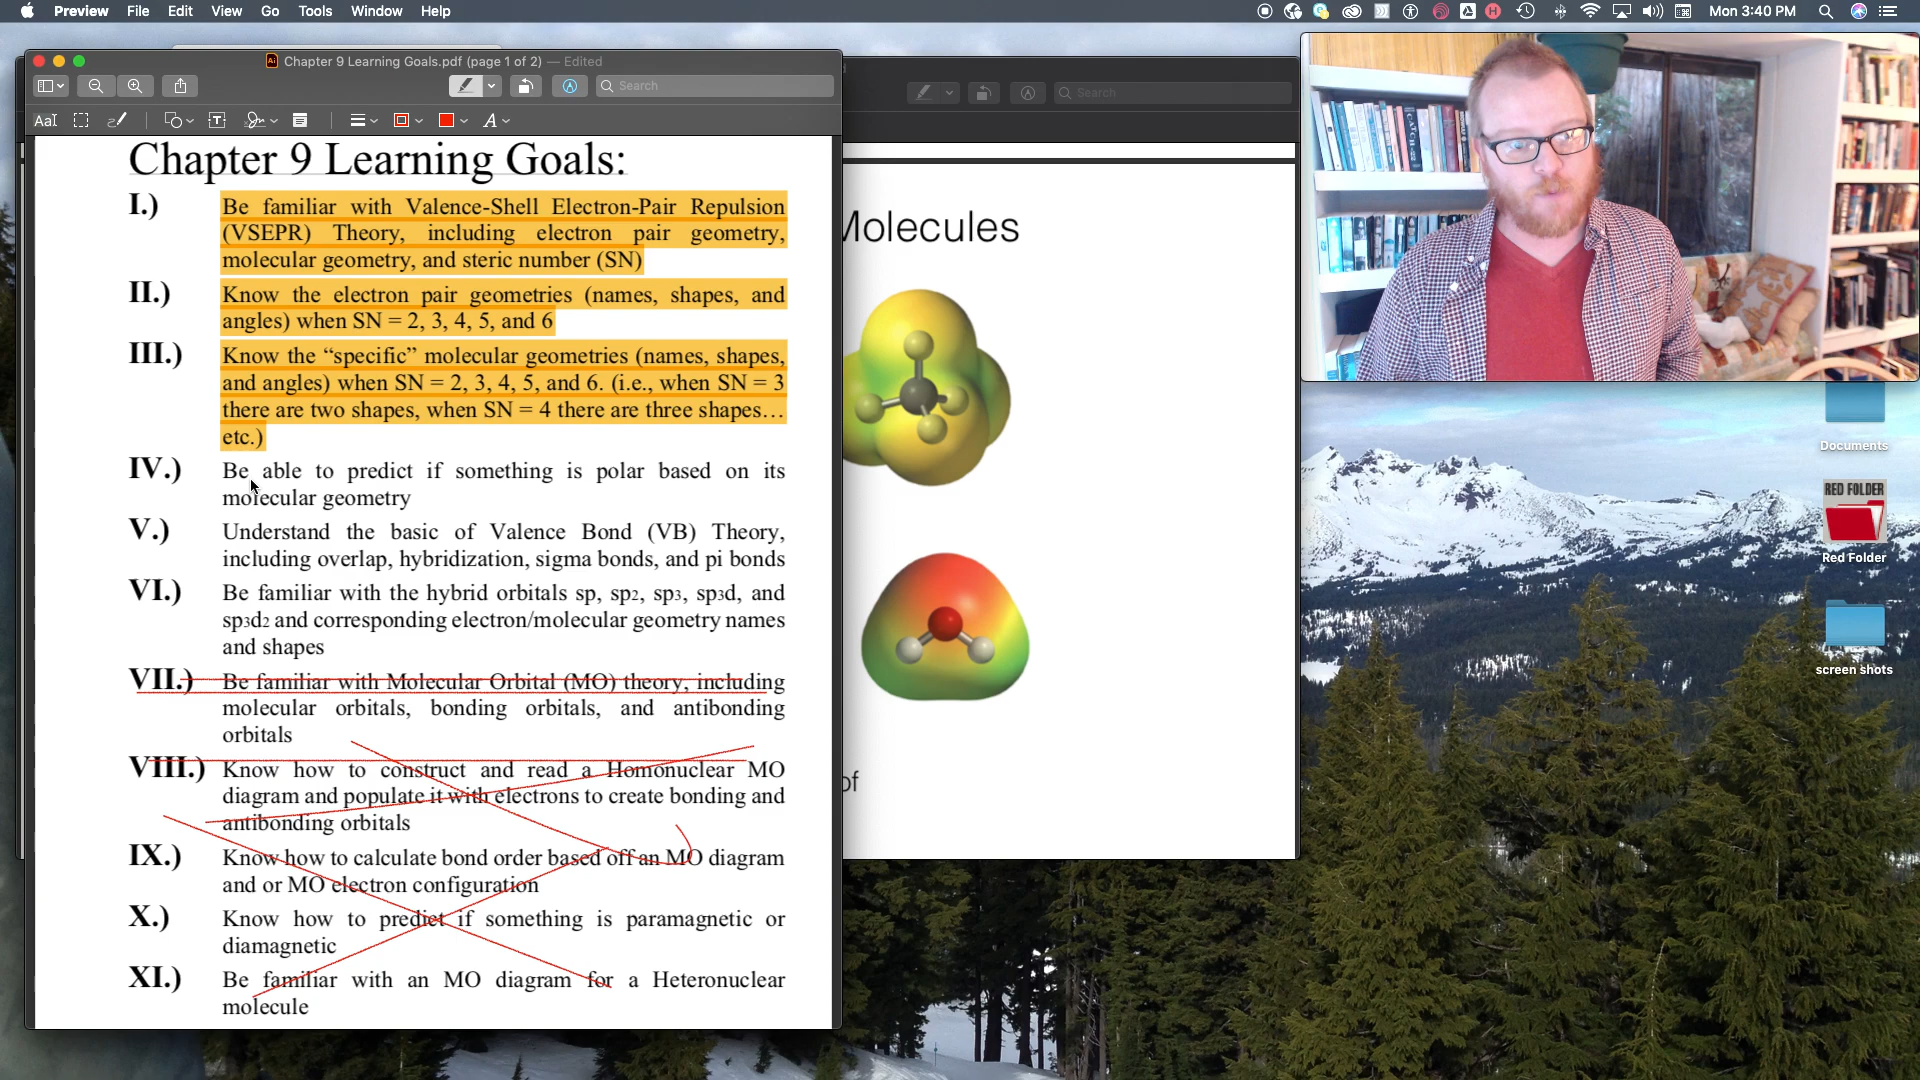 Preview File Edit View Go Tools Window Help
Mon 3:40 PM
Chapter 9 Learning Goals.pdf (page 1 of 2) — Edited
Search
Search
Chapter 9 Learning Goals:
I.) Be familiar with Valence-Shell Electron-Pair Repulsion
(VSEPR) Theory, including electron pair geometry,
molecular geometry, and steric number (SN)
II.) Know the electron pair geometries (names, shapes, and
angles) when SN = 2, 3, 4, 5, and 6
III.) Know the “specific” molecular geometries (names, shapes,
and angles) when SN = 2, 3, 4, 5, and 6. (i.e., when SN = 3
there are two shapes, when SN = 4 there are three shapes…
etc.)
IV.) Be able to predict if something is polar based on its
molecular geometry
V.) Understand the basic of Valence Bond (VB) Theory,
including overlap, hybridization, sigma bonds, and pi bonds
VI.) Be familiar with the hybrid orbitals sp, sp2, sp3, sp3d, and
sp3d2 and corresponding electron/molecular geometry names
and shapes
VII.) Be familiar with Molecular Orbital (MO) theory, including
molecular orbitals, bonding orbitals, and antibonding
orbitals
VIII.) Know how to construct and read a Homonuclear MO
diagram and populate it with electrons to create bonding and
antibonding orbitals
IX.) Know how to calculate bond order based off an MO diagram
and or MO electron configuration
X.) Know how to predict if something is paramagnetic or
diamagnetic
XI.) Be familiar with an MO diagram for a Heteronuclear
molecule
Molecules
of
Documents
RED FOLDER
Red Folder
screen shots